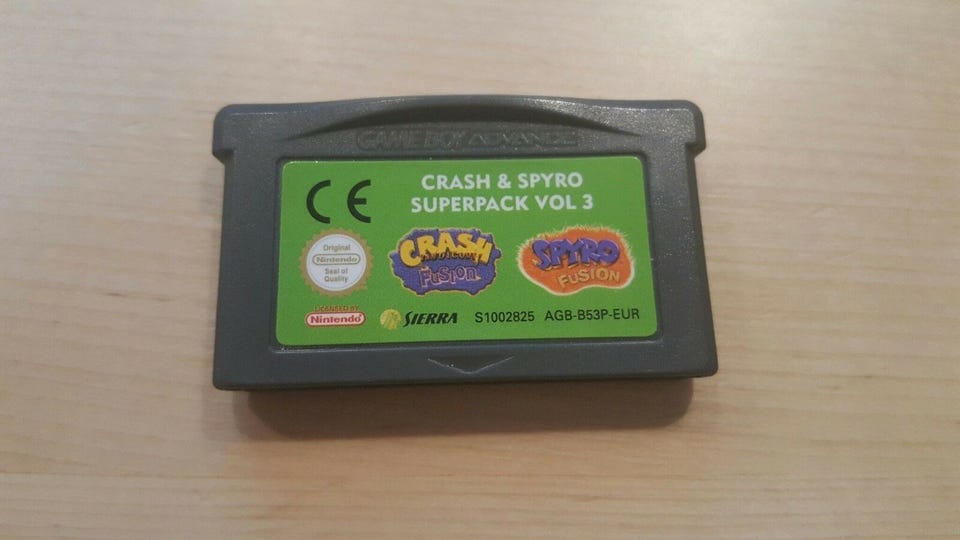 GAME BOY ADVANCE
CE
CRASH & SPYRO
SUPERPACK VOL 3
Original
Nintendo
Seal of
Quality
CRASH
BANDICOOT
FUSION
SPYRO
FUSION
LICENSED BY
Nintendo
SIERRA
S1002825 AGB-B53P-EUR